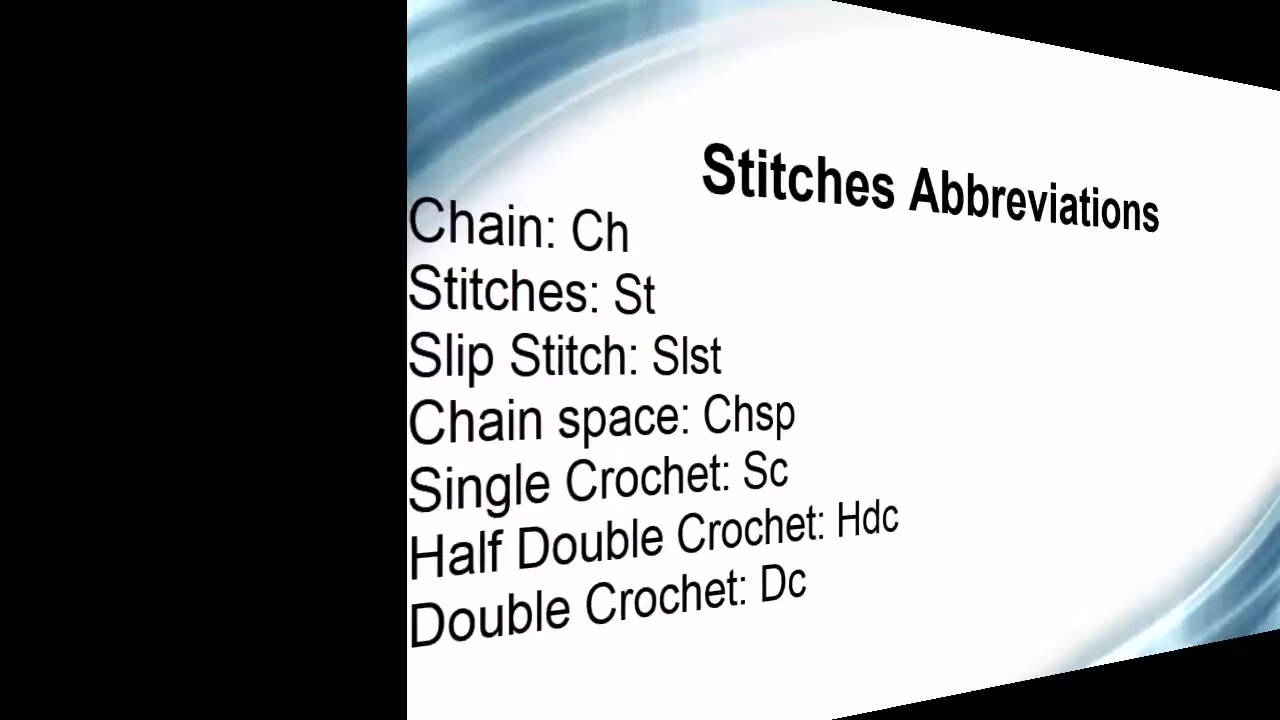 Stitches Abbreviations
Chain: Ch
Stitches: St
Slip Stitch: Slst
Chain space: Chsp
Single Crochet: Sc
Half Double Crochet: Hdc
Double Crochet: Dc